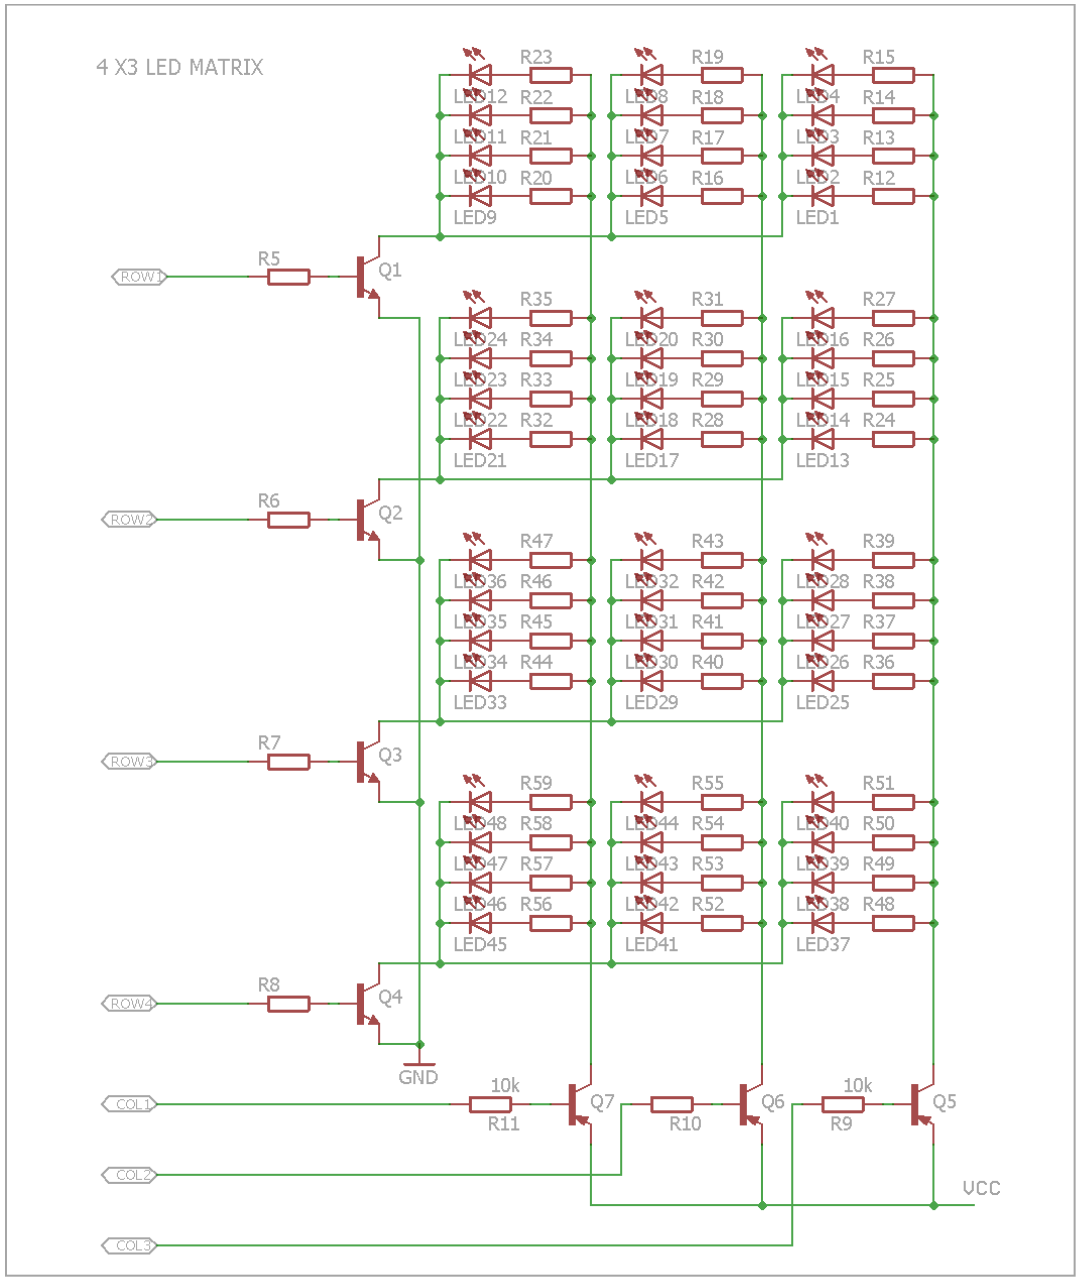 4 X3 LED MATRIX
R23 R19 R15
LED12 R22 LED8 R18 LED4 R14
LED11 R21 LED7 R17 LED3 R13
LED10 R20 LED6 R16 LED2 R12
LED9 LED5 LED1
R5 Q1
ROW1
R35 R31 R27
LED24 R34 LED20 R30 LED16 R26
LED23 R33 LED19 R29 LED15 R25
LED22 R32 LED18 R28 LED14 R24
LED21 LED17 LED13
R6 Q2
ROW2
R47 R43 R39
LED36 R46 LED32 R42 LED28 R38
LED35 R45 LED31 R41 LED27 R37
LED34 R44 LED30 R40 LED26 R36
LED33 LED29 LED25
R7 Q3
ROW3
R59 R55 R51
LED48 R58 LED44 R54 LED40 R50
LED47 R57 LED43 R53 LED39 R49
LED46 R56 LED42 R52 LED38 R48
LED45 LED41 LED37
R8 Q4
ROW4
GND
10k 10k
COL1 Q7 Q6 Q5
R11 R10 R9
COL2
VCC
COL3